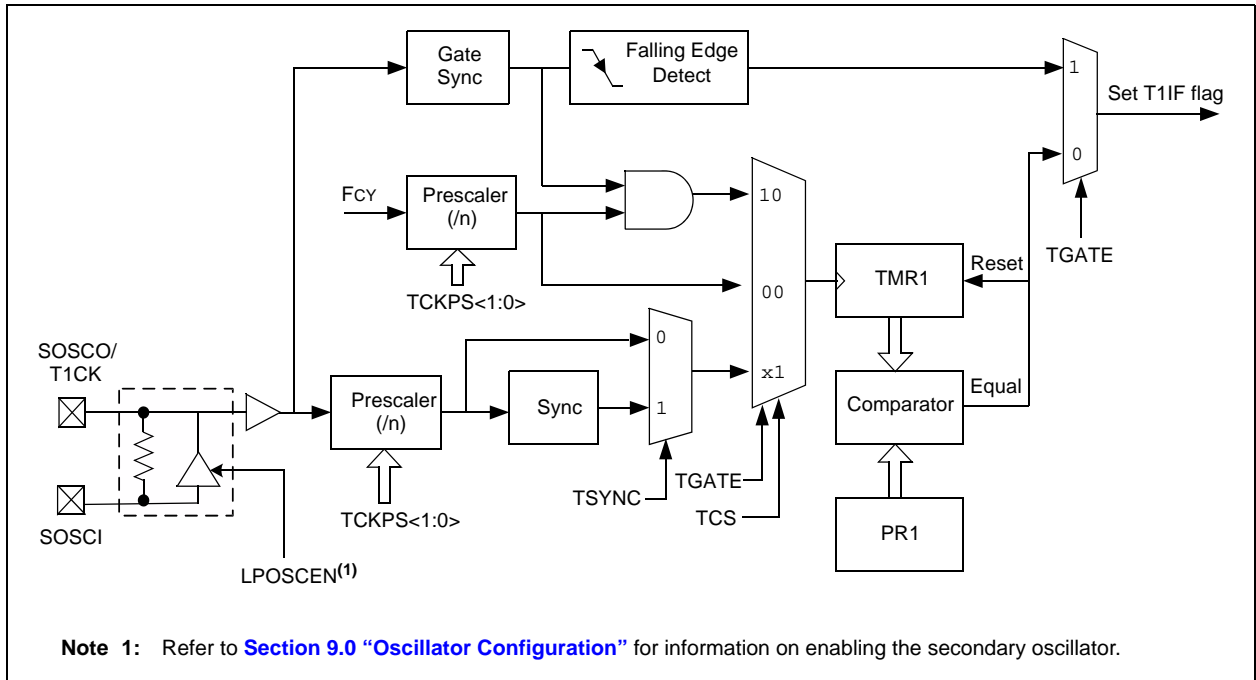 Gate
Sync
Falling Edge
Detect
1
Set T1IF flag
0
TGATE
FCY
Prescaler
(/n)
TCKPS<1:0>
10
00
x1
TMR1
Reset
SOSCO/
T1CK
SOSCI
LPOSCEN(1)
Prescaler
(/n)
TCKPS<1:0>
Sync
0
1
TSYNC
TGATE
TCS
Comparator
Equal
PR1
Note 1: Refer to Section 9.0 “Oscillator Configuration” for information on enabling the secondary oscillator.